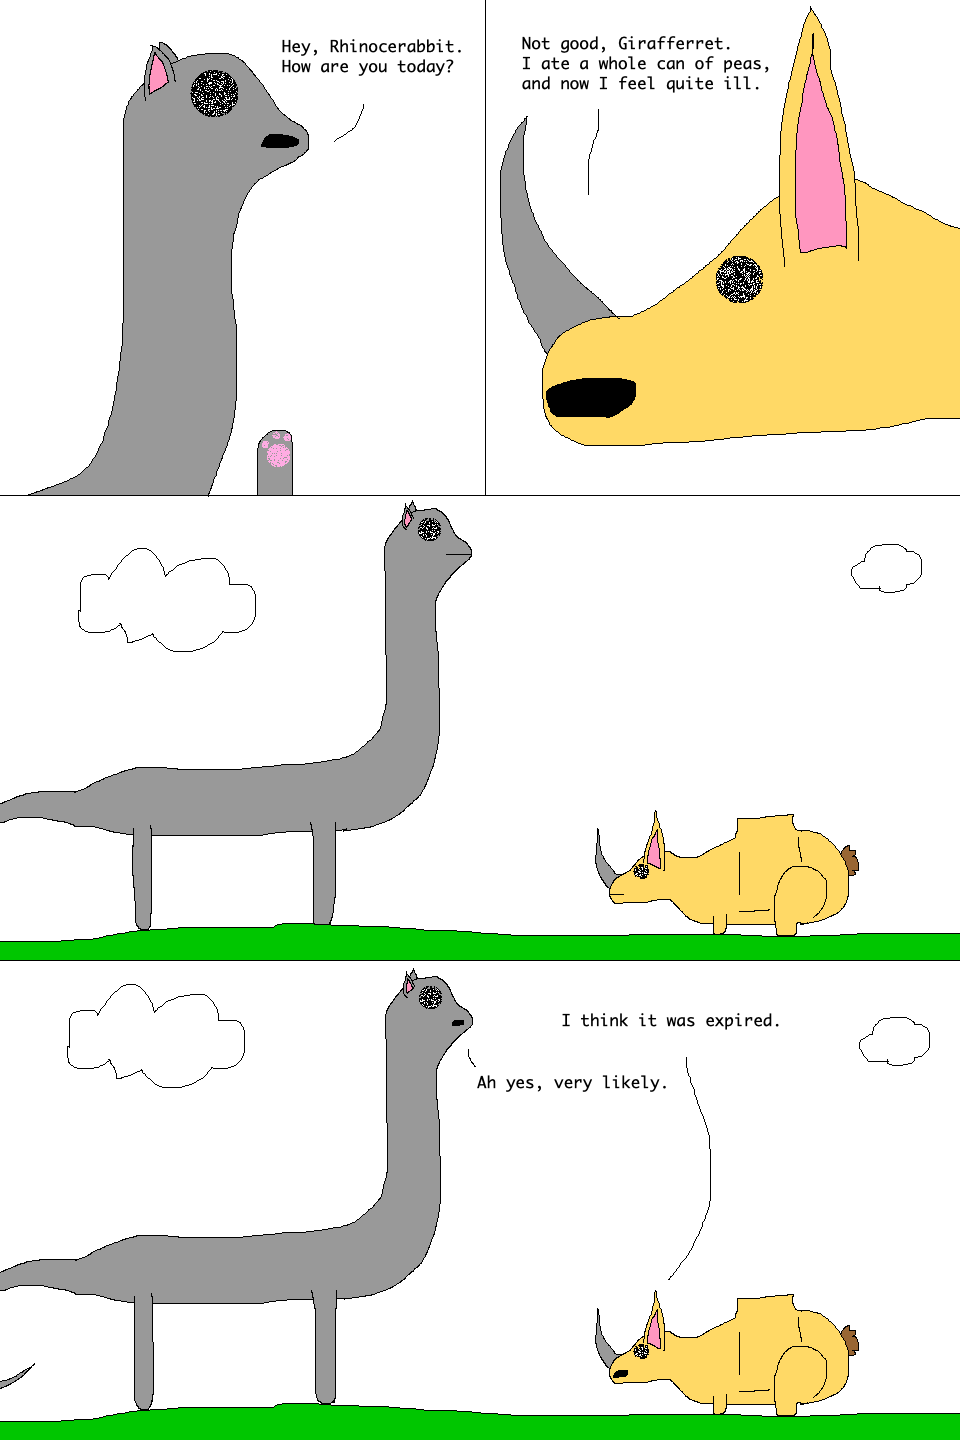 Hey, Rhinocerabbit.
How are you today?
Not good, Girafferret.
I ate a whole can of peas,
and now I feel quite ill.
I think it was expired.
Ah yes, very likely.